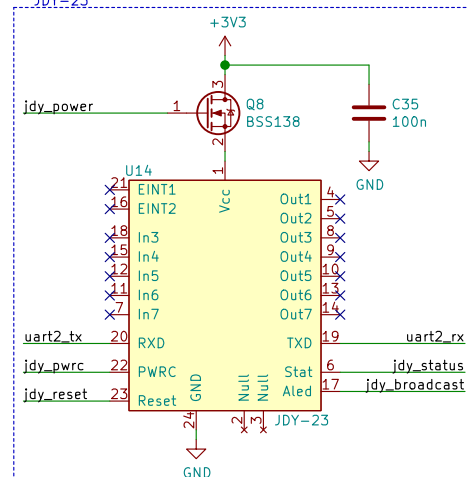 JDY-23
+3V3
3
jdy_power
1
Q8
BSS138
2
C35
100n
GND
U14
1
Vcc
21
EINT1
16
EINT2
18
In3
15
In4
12
In5
11
In6
7
In7
Out1
4
Out2
5
Out3
8
Out4
9
Out5
10
Out6
13
Out7
14
uart2_tx
20
RXD
TXD
19
uart2_rx
jdy_pwrc
22
PWRC
Stat
6
jdy_status
Aled
17
jdy_broadcast
jdy_reset
23
Reset
GND
Null
Null
24
2
3
JDY-23
GND